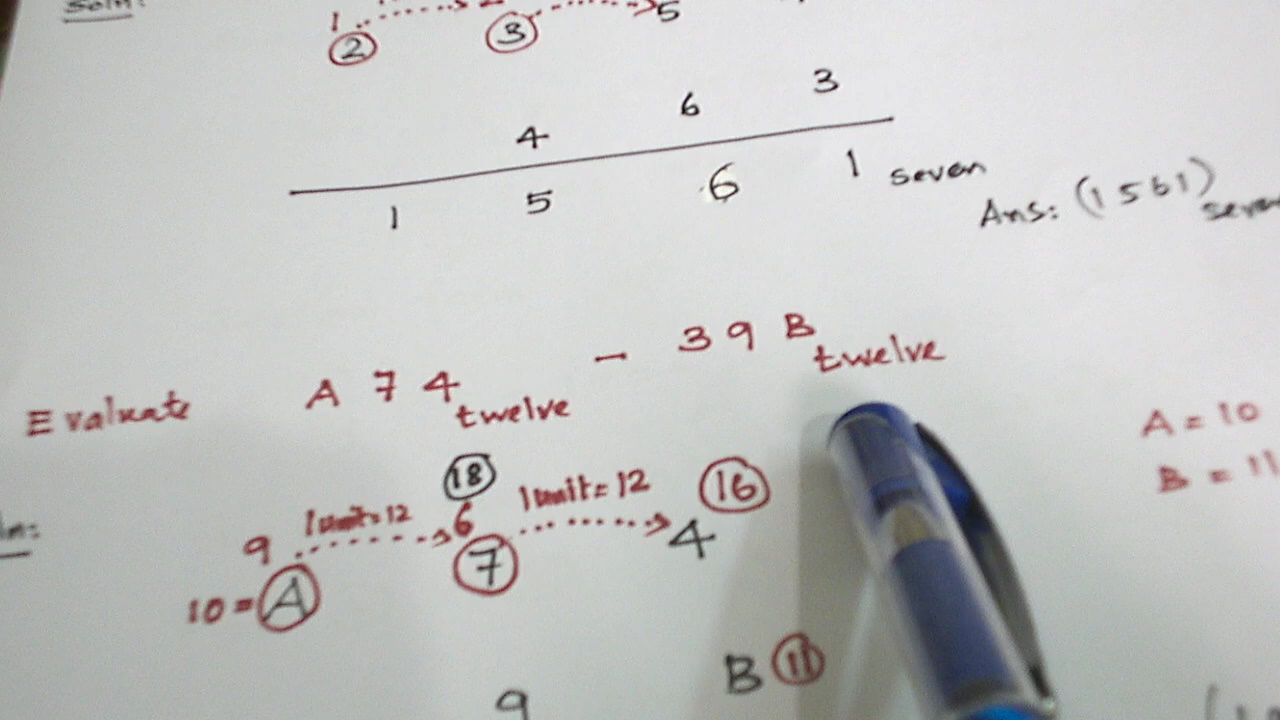 Soln:
1
2 3 5
4 6 3
1 5 6 1 seven
Ans: (1561)
Evaluate A 7 4 twelve - 3 9 B twelve
A = 10
B = 11
18
9 1 unit = 12 6 1 unit = 12 16
10 = A 7 4
B 11
9